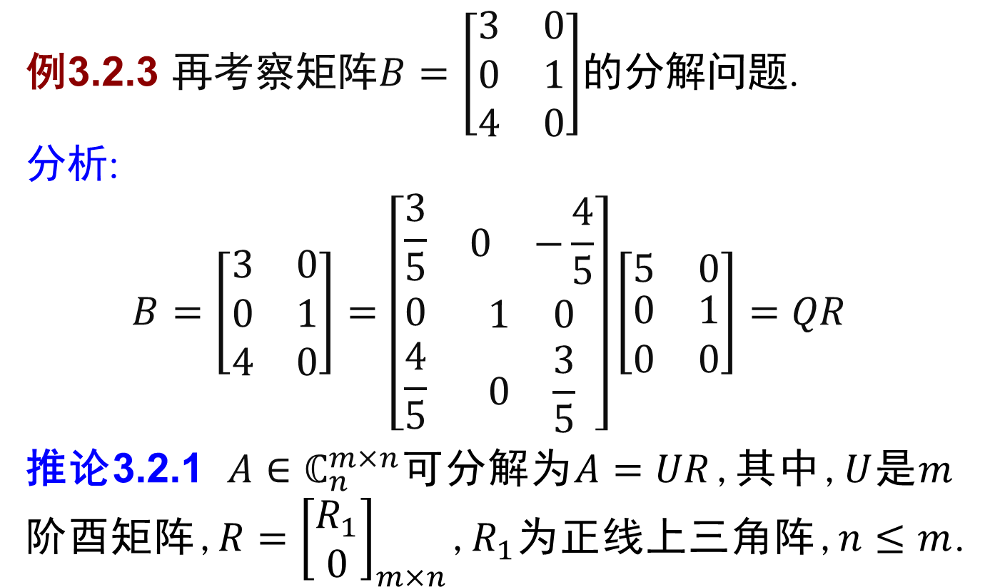 例3.2.3 再考察矩阵$B = \begin{bmatrix} 3 & 0 \\ 0 & 1 \\ 4 & 0 \end{bmatrix}$的分解问题.
分析:
$B = \begin{bmatrix} 3 & 0 \\ 0 & 1 \\ 4 & 0 \end{bmatrix} = \begin{bmatrix} \frac{3}{5} & 0 & -\frac{4}{5} \\ 0 & 1 & 0 \\ \frac{4}{5} & 0 & \frac{3}{5} \end{bmatrix} \begin{bmatrix} 5 & 0 \\ 0 & 1 \\ 0 & 0 \end{bmatrix} = QR$
推论3.2.1 $A \in \mathbb{C}_n^{m \times n}$可分解为$A = UR$,其中,$U$是$m$
阶酉矩阵,$R = \begin{bmatrix} R_1 \\ 0 \end{bmatrix}_{m \times n}$,$R_1$为正线上三角阵,$n \leq m$.